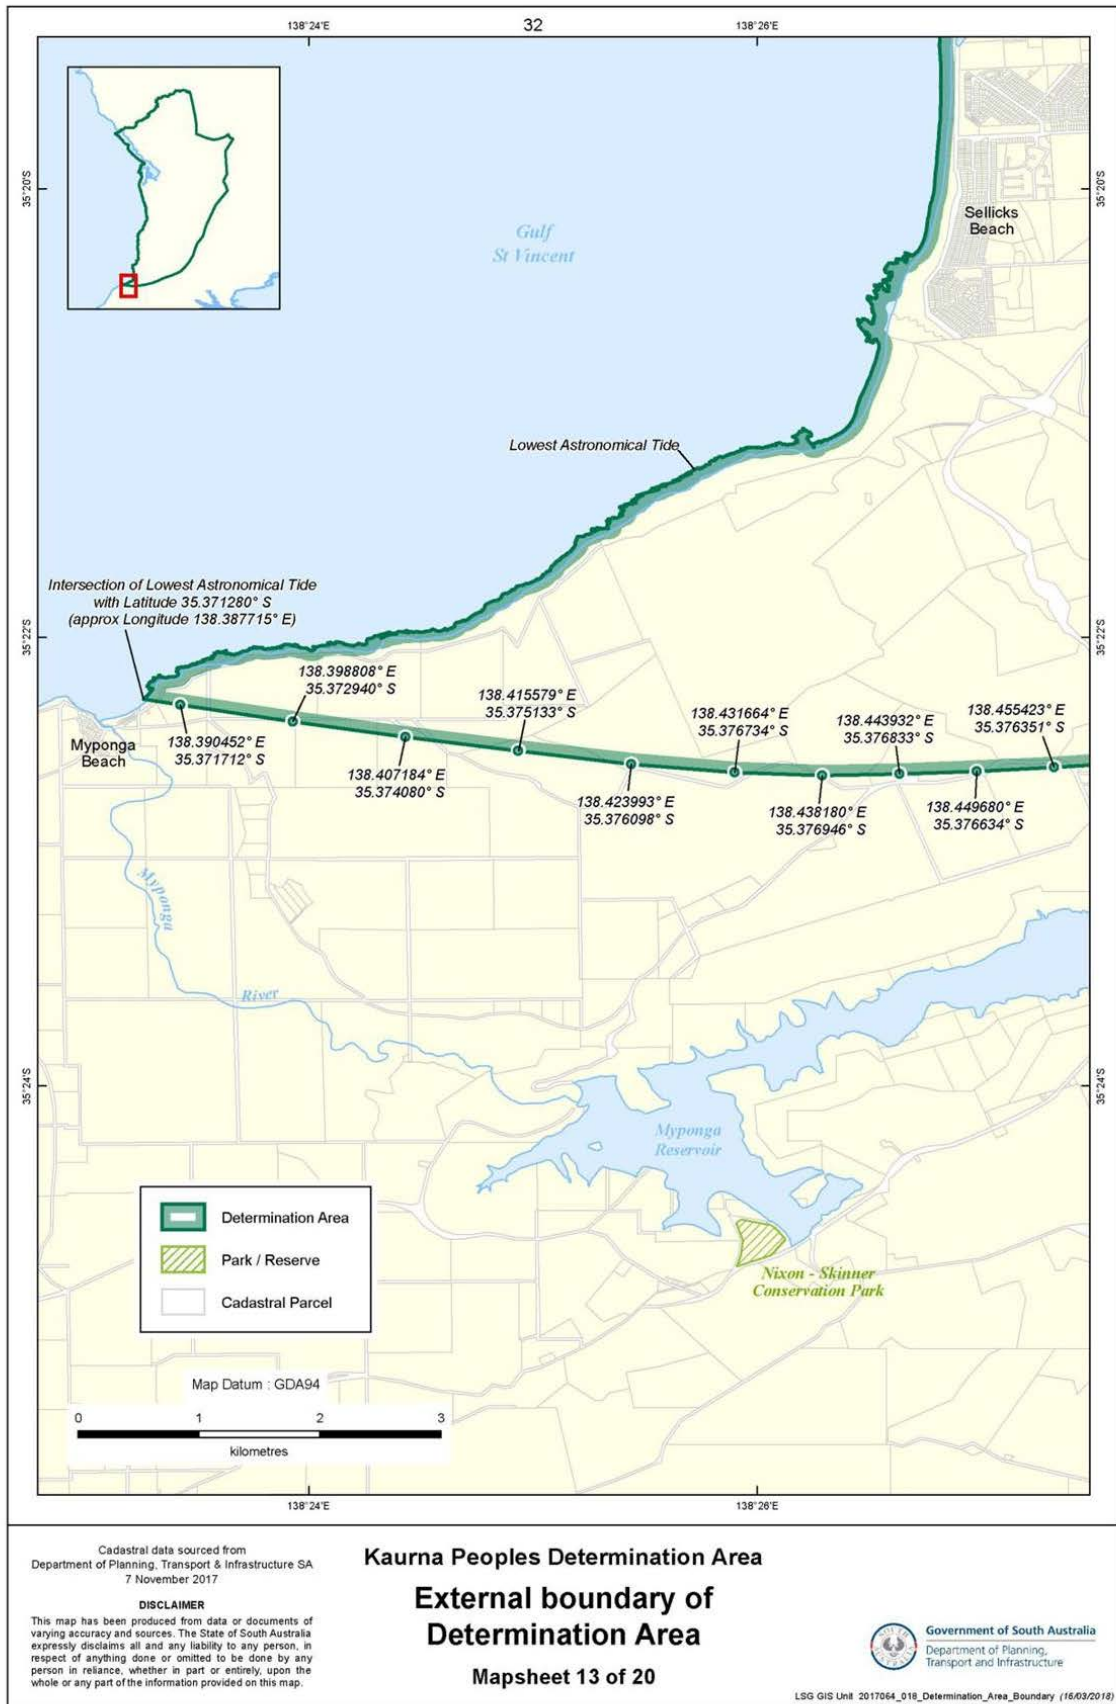 32
138°24'E
138°26'E
35°20'S
35°20'S
Gulf
St Vincent
Sellicks
Beach
Lowest Astronomical Tide
Intersection of Lowest Astronomical Tide
with Latitude 35.371280° S
(approx Longitude 138.387715° E)
35°22'S
35°22'S
138.398808° E
35.372940° S
138.415579° E
35.375133° S
138.431664° E
35.376734° S
138.443932° E
35.376833° S
138.455423° E
35.376351° S
Myponga
Beach
138.390452° E
35.371712° S
138.407184° E
35.374080° S
138.423993° E
35.376098° S
138.438180° E
35.376946° S
138.449680° E
35.376634° S
Myponga
River
35°24'S
35°24'S
Myponga
Reservoir
Determination Area
Park / Reserve
Cadastral Parcel
Nixon - Skinner
Conservation Park
Map Datum : GDA94
0 1 2 3
kilometres
138°24'E
138°26'E
Cadastral data sourced from
Department of Planning, Transport & Infrastructure SA
7 November 2017
DISCLAIMER
This map has been produced from data or documents of
varying accuracy and sources. The State of South Australia
expressly disclaims all and any liability to any person, in
respect of anything done or omitted to be done by any
person in reliance, whether in part or entirely, upon the
whole or any part of the information provided on this map.
Kaurna Peoples Determination Area
External boundary of
Determination Area
Mapsheet 13 of 20
Government of South Australia
Department of Planning,
Transport and Infrastructure
LSG GIS Unit 2017064_018_Determination_Area_Boundary (16/03/2018)